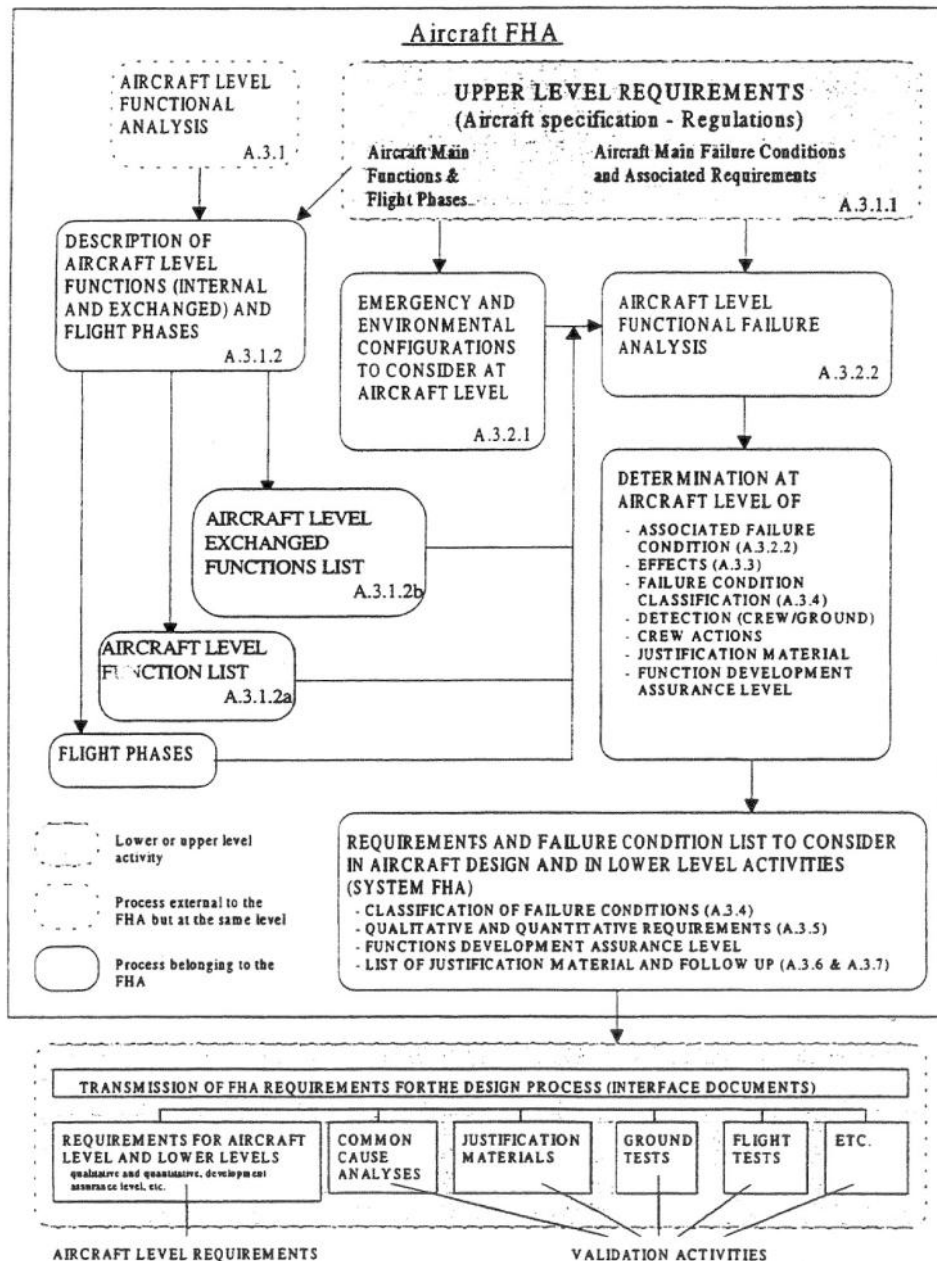 Aircraft FHA
AIRCRAFT LEVEL
FUNCTIONAL
ANALYSIS
A.3.1
UPPER LEVEL REQUIREMENTS
(Aircraft specification - Regulations)
Aircraft Main
Functions &
Flight Phases
Aircraft Main Failure Conditions
and Associated Requirements
A.3.1.1
DESCRIPTION OF
AIRCRAFT LEVEL
FUNCTIONS (INTERNAL
AND EXCHANGED) AND
FLIGHT PHASES
A.3.1.2
EMERGENCY AND
ENVIRONMENTAL
CONFIGURATIONS
TO CONSIDER AT
AIRCRAFT LEVEL
A.3.2.1
AIRCRAFT LEVEL
FUNCTIONAL FAILURE
ANALYSIS
A.3.2.2
AIRCRAFT LEVEL
EXCHANGED
FUNCTIONS LIST
A.3.1.2b
AIRCRAFT LEVEL
FUNCTION LIST
A.3.1.2a
FLIGHT PHASES
DETERMINATION AT
AIRCRAFT LEVEL OF
- ASSOCIATED FAILURE
CONDITION (A.3.2.2)
- EFFECTS (A.3.3)
- FAILURE CONDITION
CLASSIFICATION (A.3.4)
- DETECTION (CREW/GROUND)
- CREW ACTIONS
- JUSTIFICATION MATERIAL
- FUNCTION DEVELOPMENT
ASSURANCE LEVEL
Lower or upper level
activity
Process external to the
FHA but at the same level
Process belonging to the
FHA
REQUIREMENTS AND FAILURE CONDITION LIST TO CONSIDER
IN AIRCRAFT DESIGN AND IN LOWER LEVEL ACTIVITIES
(SYSTEM FHA)
- CLASSIFICATION OF FAILURE CONDITIONS (A.3.4)
- QUALITATIVE AND QUANTITATIVE REQUIREMENTS (A.3.5)
- FUNCTIONS DEVELOPMENT ASSURANCE LEVEL
- LIST OF JUSTIFICATION MATERIAL AND FOLLOW UP (A.3.6 & A.3.7)
TRANSMISSION OF FHA REQUIREMENTS FORTHE DESIGN PROCESS (INTERFACE DOCUMENTS)
REQUIREMENTS FOR AIRCRAFT
LEVEL AND LOWER LEVELS
qualitative and quantitative, development
assurance level, etc.
COMMON
CAUSE
ANALYSES
JUSTIFICATION
MATERIALS
GROUND
TESTS
FLIGHT
TESTS
ETC.
AIRCRAFT LEVEL REQUIREMENTS
VALIDATION ACTIVITIES